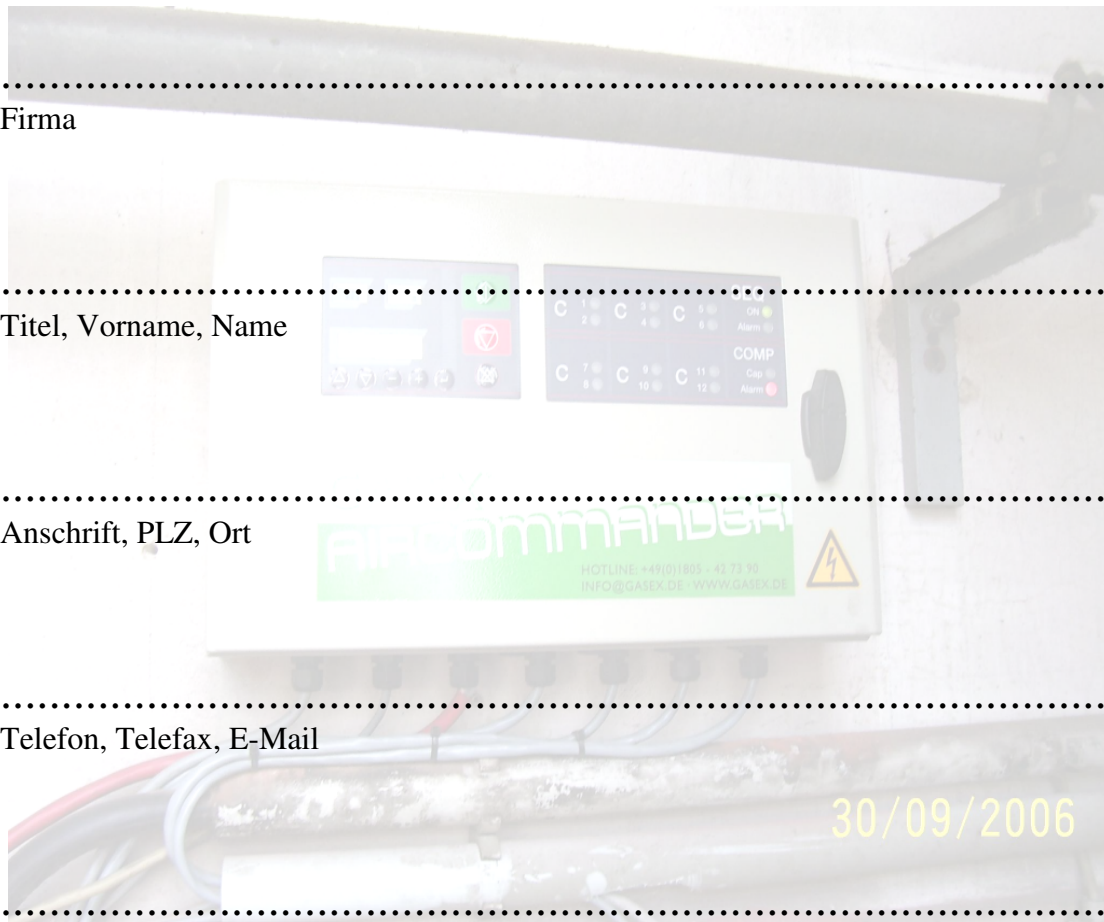 Firma
Titel, Vorname, Name
SEQ
C 1 2 C 3 4 C 5 6 ON
Alarm
COMP
C 7 8 C 9 10 C 11 12 Cap
Alarm
Anschrift, PLZ, Ort
AIRCOMMANDER
HOTLINE: +49(0)1805 - 42 73 90
INFO@GASEX.DE - WWW.GASEX.DE
Telefon, Telefax, E-Mail
30/09/2006